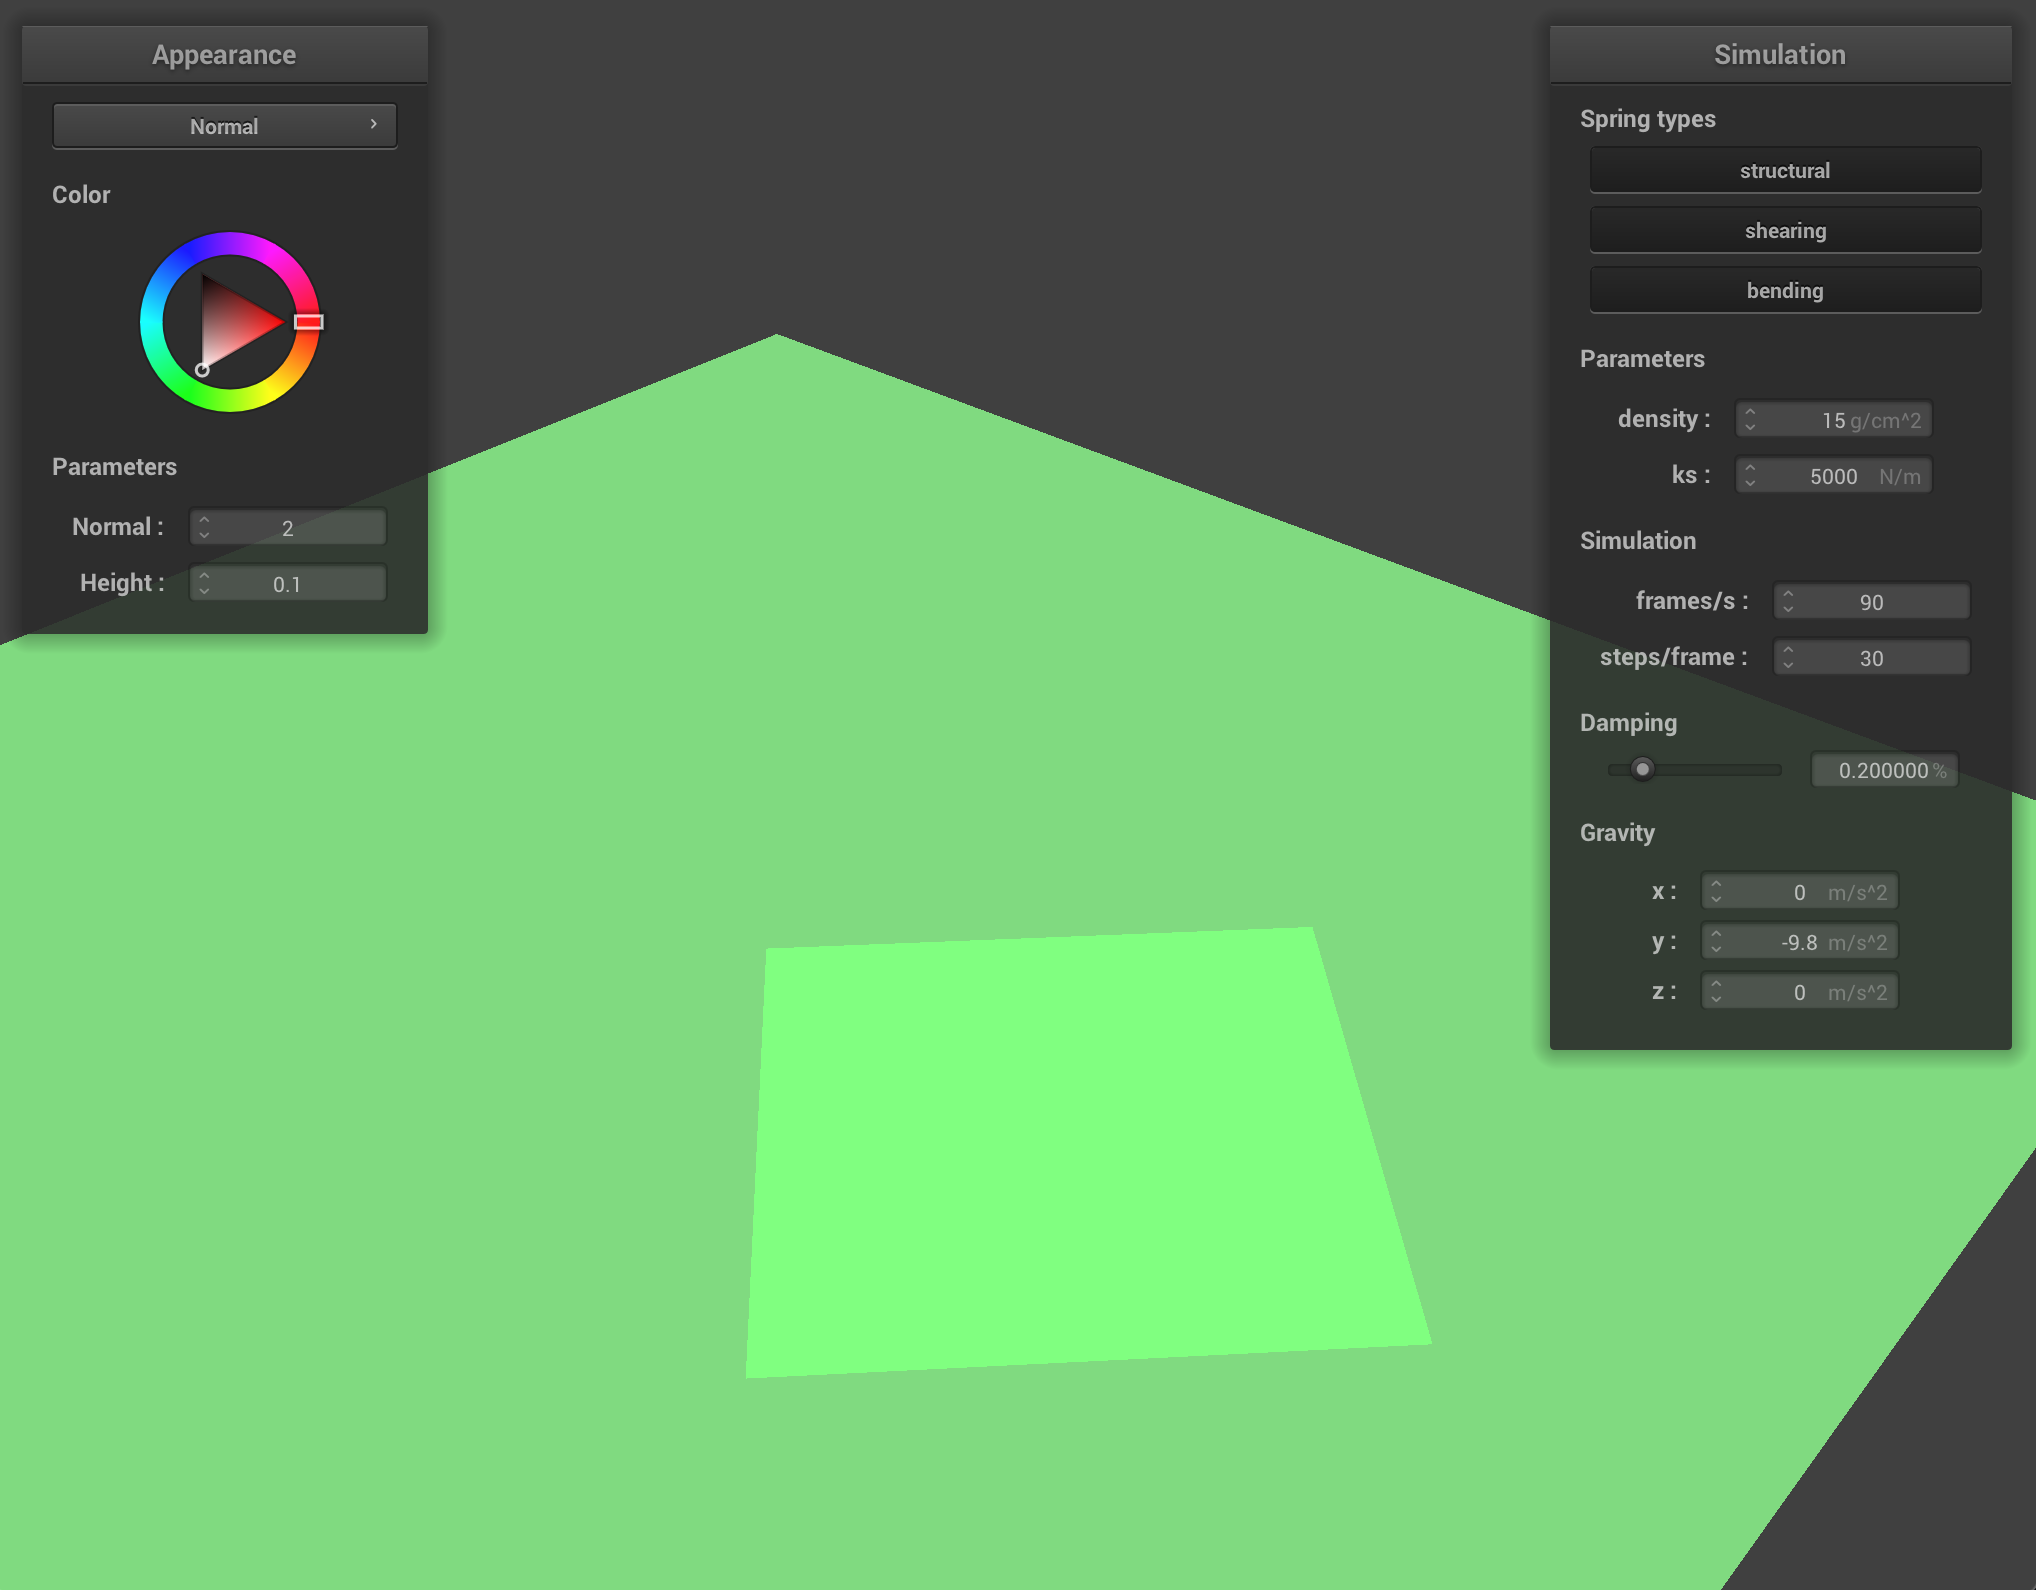 Appearance
Normal
Color
Parameters
Normal : 2
Height : 0.1
Simulation
Spring types
structural
shearing
bending
Parameters
density : 15 g/cm^2
ks : 5000 N/m
Simulation
frames/s : 90
steps/frame : 30
Damping
0.200000 %
Gravity
x : 0 m/s^2
y : -9.8 m/s^2
z : 0 m/s^2